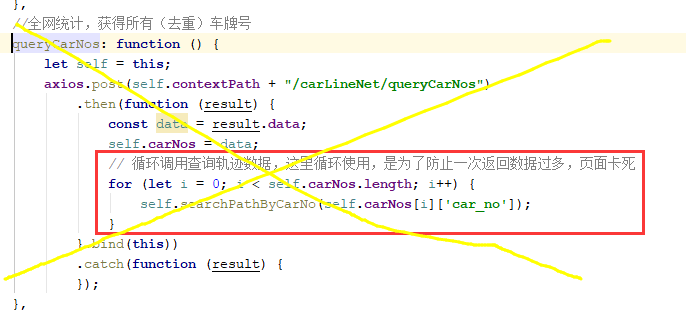 },
//全网统计，获得所有（去重）车牌号
queryCarNos: function () {
let self = this;
axios.post(self.contextPath + "/carLineNet/queryCarNos")
.then(function (result) {
const data = result.data;
self.carNos = data;
// 循环调用查询轨迹数据，这里循环使用，是为了防止一次返回数据过多，页面卡死
for (let i = 0; i < self.carNos.length; i++) {
self.searchPathByCarNo(self.carNos[i]['car_no']);
}
}.bind(this))
.catch(function (result) {
});
},